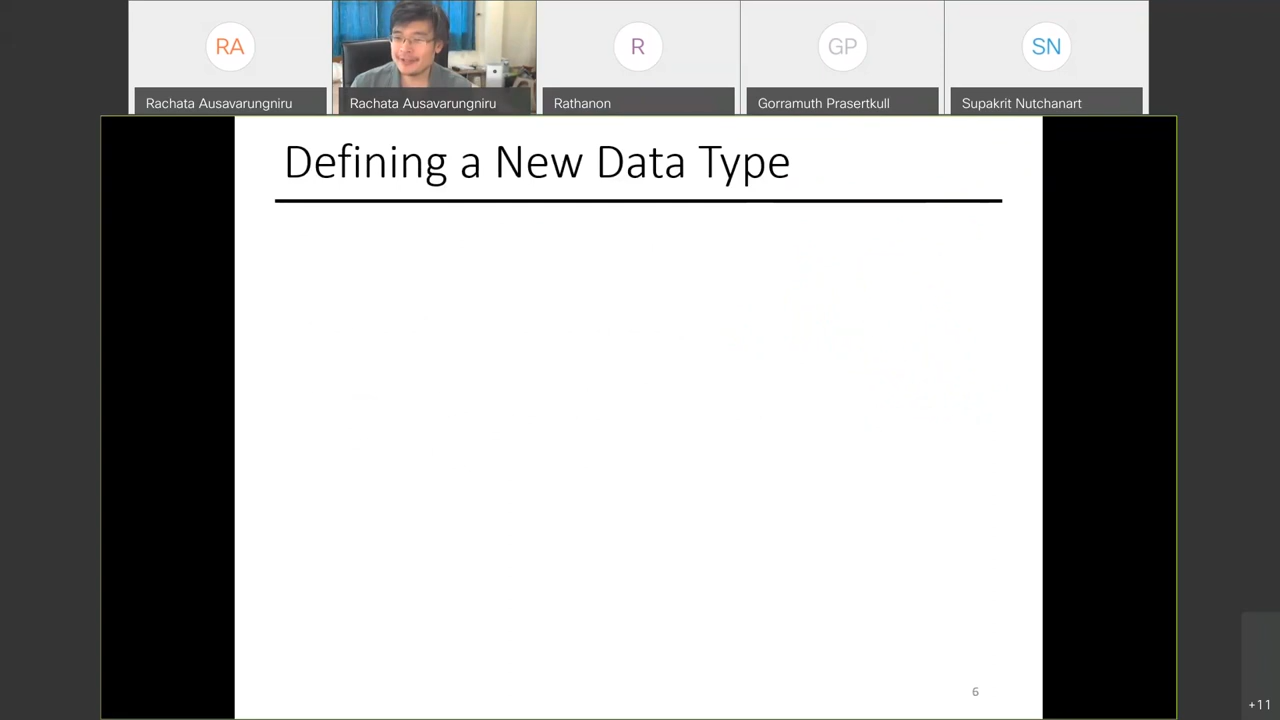 RA
R
GP
SN
Rachata Ausavarungniru
Rachata Ausavarungniru
Rathanon
Gorramuth Prasertkull
Supakrit Nutchanart
Defining a New Data Type
6
+11